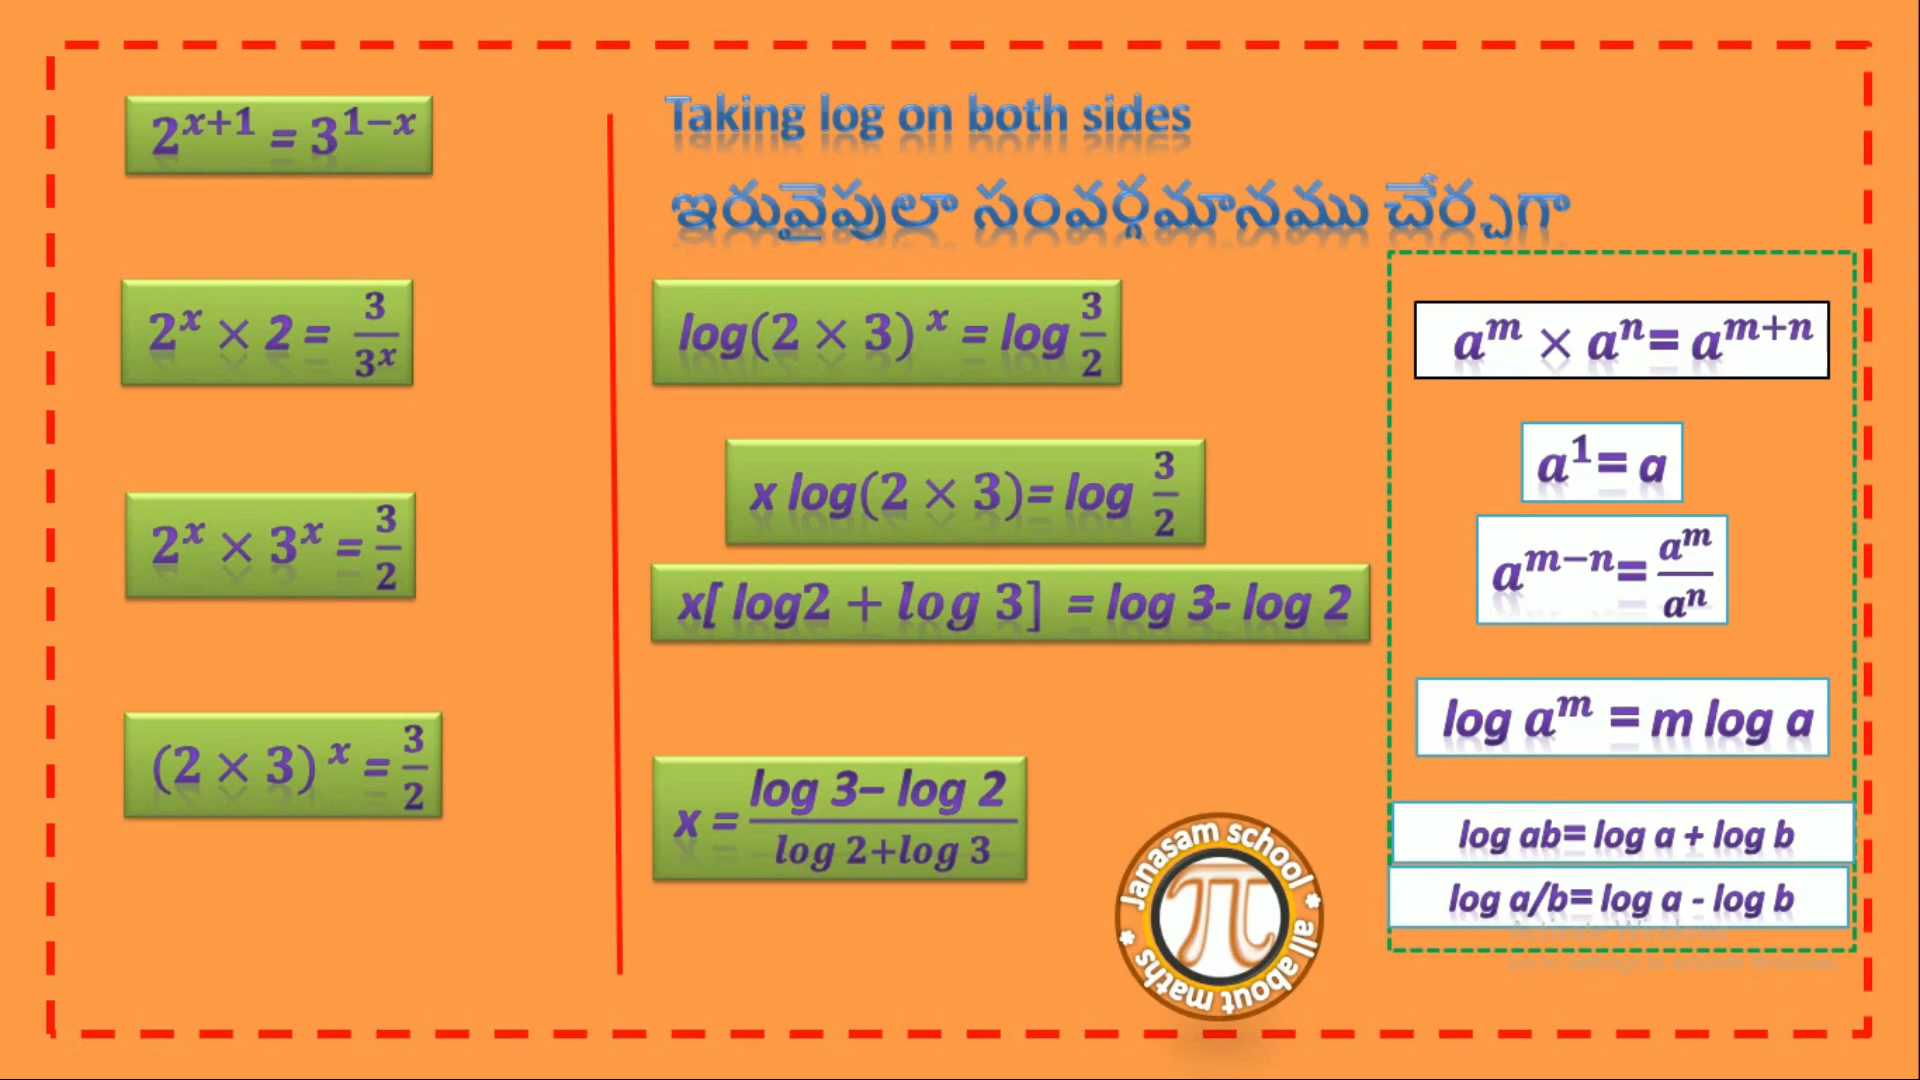 2^{x+1} = 3^{1−x}
2^x × 2 = 3/3^x
2^x × 3^x = 3/2
(2 × 3)^x = 3/2
Taking log on both sides
ఇరువైపులా సంవర్గమానము చేర్చగా
log(2 × 3)^x = log 3/2
x log(2 × 3)= log 3/2
x[ log2 + log 3] = log 3- log 2
x = log 3– log 2 / log 2+log 3
a^m × a^n= a^{m+n}
a^1= a
a^{m−n}= a^m/a^n
log a^m = m log a
log ab= log a + log b
log a/b= log a - log b
Janasam school * all about maths *
π